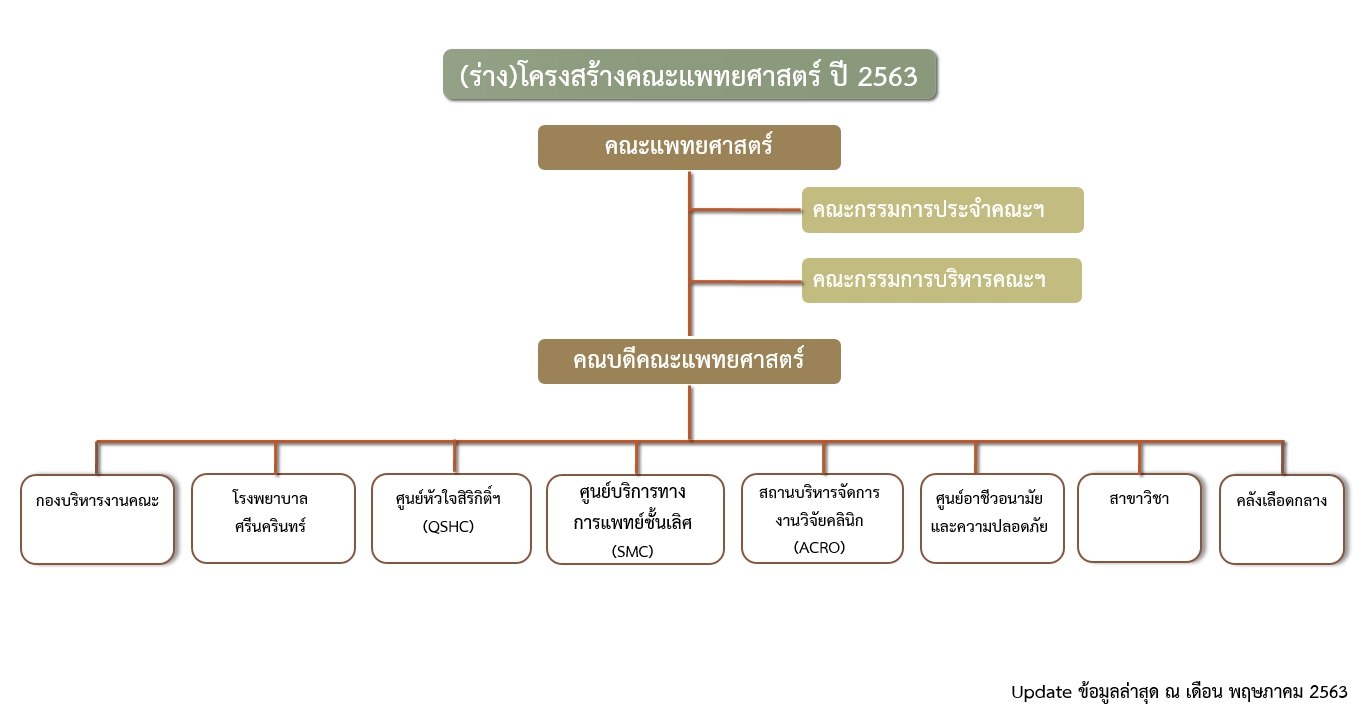 (ร่าง)โครงสร้างคณะแพทยศาสตร์ ปี 2563
คณะแพทยศาสตร์
คณะกรรมการประจำคณะฯ
คณะกรรมการบริหารคณะฯ
คณบดีคณะแพทยศาสตร์
กองบริหารงานคณะ
โรงพยาบาล
ศรีนครินทร์
ศูนย์หัวใจสิริกิติ์ฯ
(QSHC)
ศูนย์บริการทาง
การแพทย์ชั้นเลิศ
(SMC)
สถานบริหารจัดการ
งานวิจัยคลินิก
(ACRO)
ศูนย์อาชีวอนามัย
และความปลอดภัย
สาขาวิชา
คลังเลือดกลาง
Update ข้อมูลล่าสุด ณ เดือน พฤษภาคม 2563